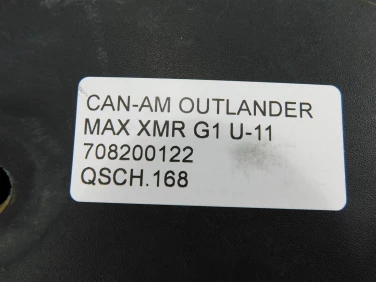 CAN-AM OUTLANDER
MAX XMR G1 U-11
708200122
QSCH.168